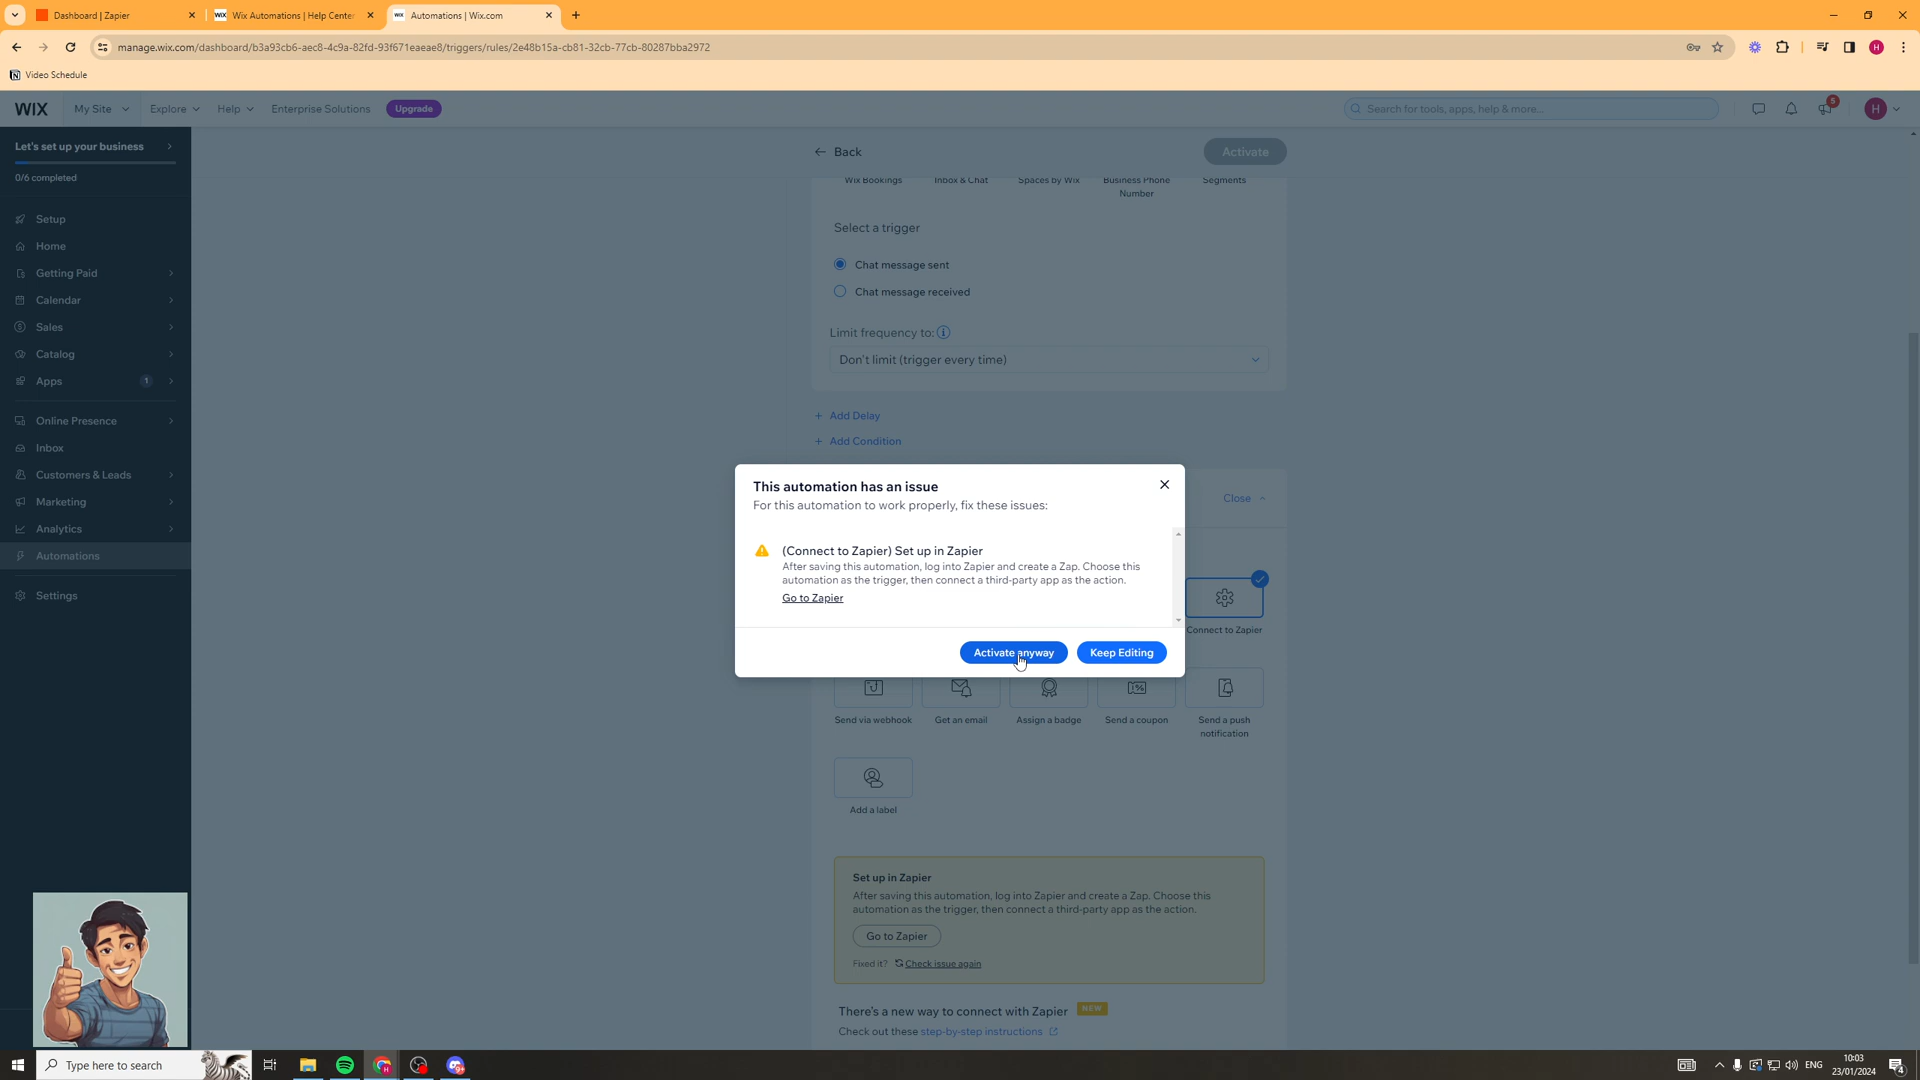 Dashboard | Zapier
Wix Automations | Help Center
Automations | Wix.com
manage.wix.com/dashboard/b3a93cb6-aec8-4c9a-82fd-93f671eaeae8/triggers/rules/2e48b15a-cb81-32cb-77cb-80287bba2972
Video Schedule
WIX
My Site
Explore
Help
Enterprise Solutions
Upgrade
Search for tools, apps, help & more...
5
H
Let's set up your business
0/6 completed
Setup
Home
Getting Paid
Calendar
Sales
Catalog
Apps 1
Online Presence
Inbox
Customers & Leads
Marketing
Analytics
Automations
Settings
Back
Activate
Wix Bookings
Inbox & Chat
Spaces by Wix
Business Phone
Number
Segments
Select a trigger
Chat message sent
Chat message received
Limit frequency to:
Don't limit (trigger every time)
+ Add Delay
+ Add Condition
Close
This automation has an issue
For this automation to work properly, fix these issues:
(Connect to Zapier) Set up in Zapier
After saving this automation, log into Zapier and create a Zap. Choose this
automation as the trigger, then connect a third-party app as the action.
Go to Zapier
Activate anyway
Keep Editing
Connect to Zapier
Send via webhook
Get an email
Assign a badge
Send a coupon
Send a push
notification
Add a label
Set up in Zapier
After saving this automation, log into Zapier and create a Zap. Choose this
automation as the trigger, then connect a third-party app as the action.
Go to Zapier
Fixed it? Check issue again
There's a new way to connect with Zapier NEW
Check out these step-by-step instructions
Type here to search
ENG
10:03
23/01/2024
4